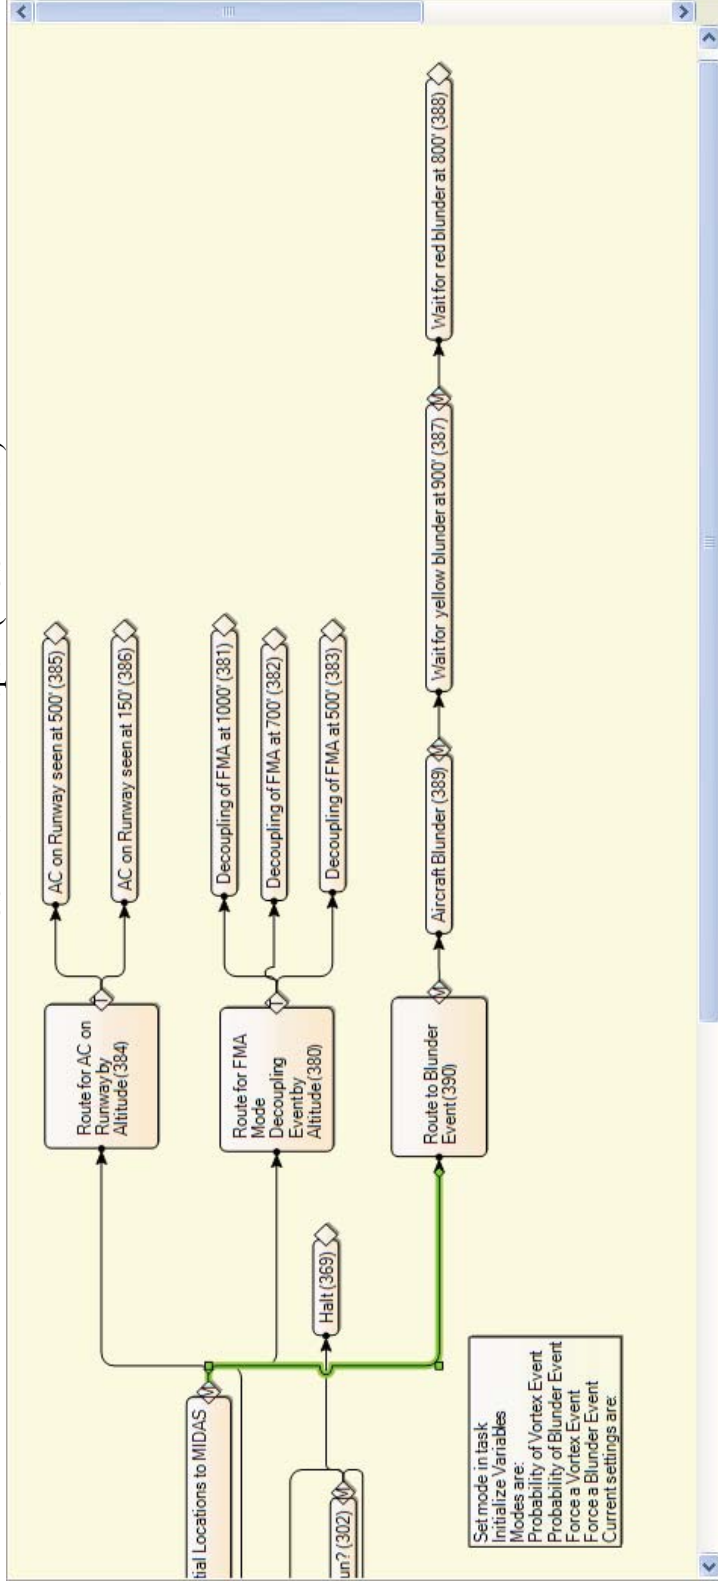 AC on Runway seen at 500' (385)
AC on Runway seen at 150' (386)
Route for AC on
Runway by
Altitude (384)
T
Decoupling of FMA at 1000' (381)
Decoupling of FMA at 700' (382)
Decoupling of FMA at 500' (383)
Route for FMA
Mode
Decoupling
Event by
Altitude (380)
T
tial Locations to MIDAS
M
Halt (369)
un? (302)
M
Route to Blunder
Event (390)
M
Aircraft Blunder (389)
M
Wait for yellow blunder at 900' (387)
M
Wait for red blunder at 800' (388)
Set mode in task
Initialize Variables
Modes are:
Probability of Vortex Event
Probability of Blunder Event
Force a Vortex Event
Force a Blunder Event
Current settings are: